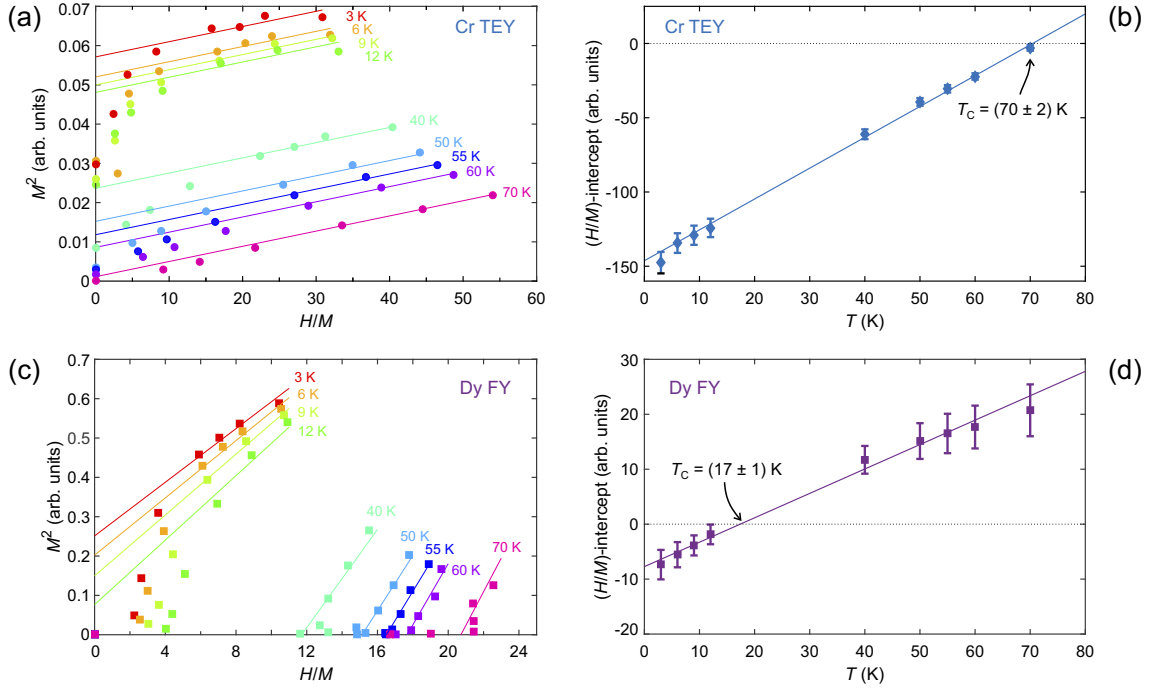 (a)
Cr TEY
3 K
6 K
9 K
12 K
40 K
50 K
55 K
60 K
70 K
0.07
0.06
0.05
0.04
0.03
0.02
0.01
0
M² (arb. units)
0 10 20 30 40 50 60
H/M
(b)
Cr TEY
0
-50
-100
-150
(H/M)-intercept (arb. units)
T_C = (70 ± 2) K
0 10 20 30 40 50 60 70 80
T (K)
(c)
Dy FY
3 K
6 K
9 K
12 K
40 K
50 K
55 K
60 K
70 K
0.7
0.6
0.5
0.4
0.3
0.2
0.1
0
M² (arb. units)
0 4 8 12 16 20 24
H/M
(d)
Dy FY
30
20
10
0
-10
-20
(H/M)-intercept (arb. units)
T_C = (17 ± 1) K
0 10 20 30 40 50 60 70 80
T (K)